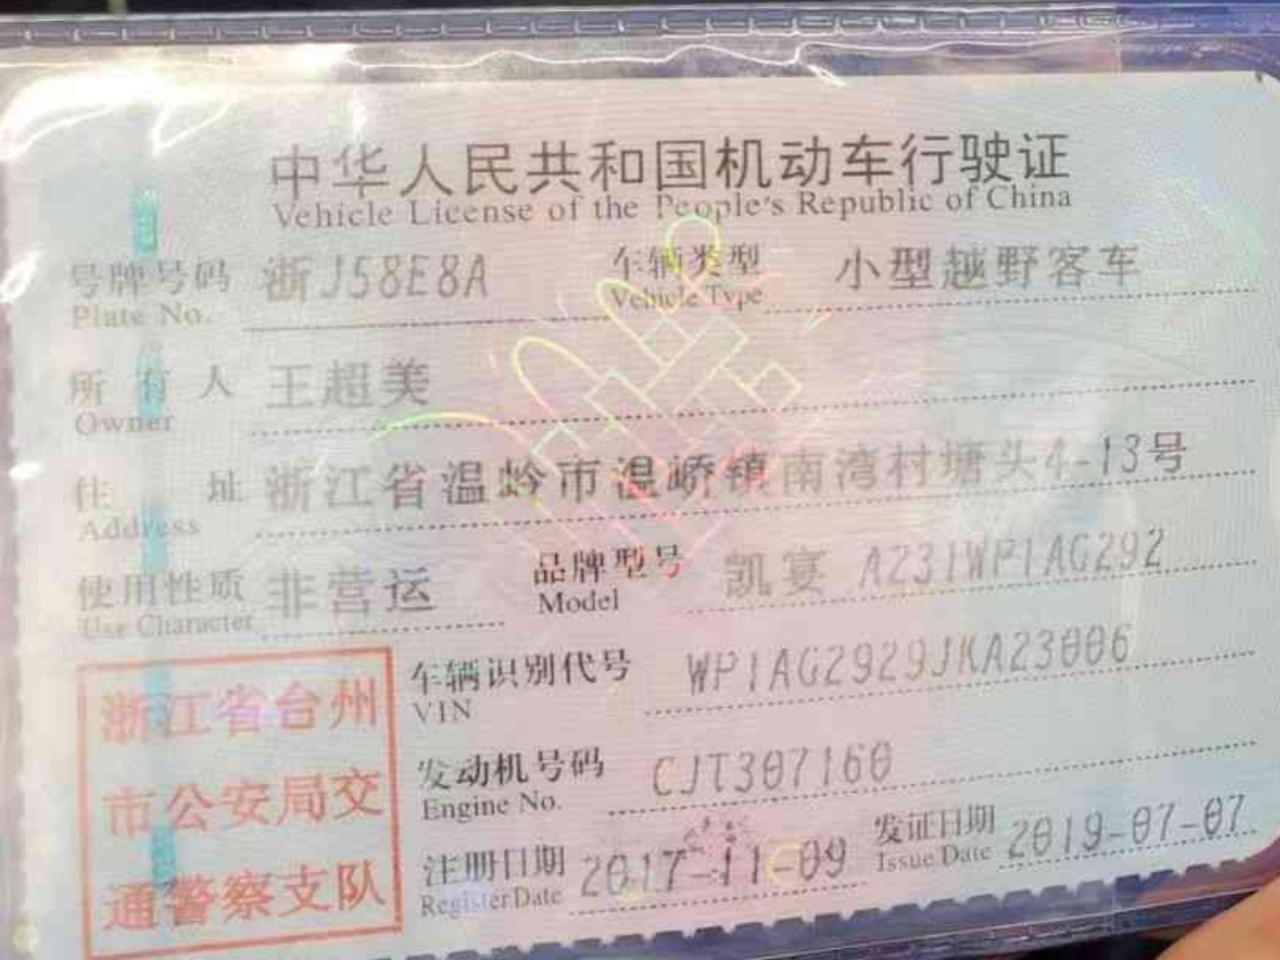 中华人民共和国机动车行驶证
Vehicle License of the People's Republic of China
号牌号码 浙J58E8A 车辆类型 小型越野客车
Plate No. Vehicle Type
所有人 王超美
Owner
住址 浙江省温岭市温峤镇南湾村塘头4-13号
Address
使用性质 非营运 品牌型号 凯宴 A231WP1AG292
Use Character Model
浙江省台州
市公安局交
通警察支队
车辆识别代号 WP1AG2929JKA23006
VIN
发动机号码 CJT307160
Engine No.
注册日期 2017-11-09 发证日期 2019-07-07
Register Date Issue Date